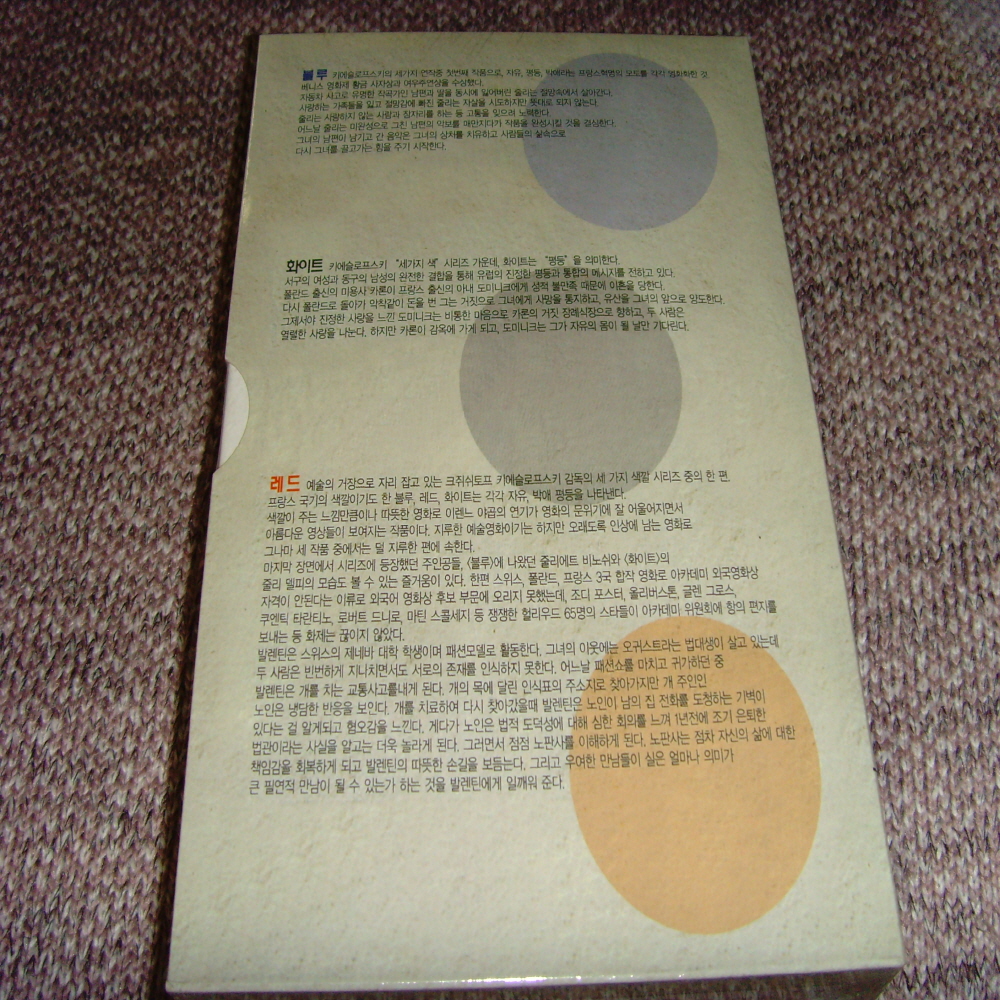 블루 키에슬로프스키의 세가지 연작중 첫번째 작품으로, 자유, 평등, 박애라는 프랑스혁명의 모토를 각각 영화화한 것.
베니스 영화제 황금 사자상과 여우주연상을 수상했다.
자동차 사고로 유명한 작곡가인 남편과 딸을 동시에 잃어버린 줄리는 절망속에서 살아간다.
사랑하는 가족들을 잃고 절망감에 빠진 줄리는 자살을 시도하지만 뜻대로 되지 않는다.
줄리는 사랑하지 않는 사람과 잠자리를 하는 등 고통을 잊으려 노력한다.
어느날 줄리는 미완성으로 그친 남편의 악보를 매만지다가 작품을 완성시킬 것을 결심한다.
그녀의 남편이 남기고 간 음악은 그녀의 상처를 치유하고 사람들의 삶속으로
다시 그녀를 끌고가는 힘을 주기 시작한다.
화이트 키에슬로프스키 "세가지 색" 시리즈 가운데, 화이트는 "평등"을 의미한다.
서구의 여성과 동구의 남성의 완전한 결합을 통해 유럽의 진정한 평등과 통합의 메시지를 전하고 있다.
폴란드 출신의 미용사 카롤이 프랑스 출신의 아내 도미니크에게 성적 불만족 때문에 이혼을 당한다.
다시 폴란드로 돌아가 악착같이 돈을 번 그는 거짓으로 그녀에게 사망을 통지하고, 유산을 그녀의 앞으로 양도한다.
그제서야 진정한 사랑을 느낀 도미니크는 비통한 마음으로 카론의 거짓 장례식장으로 향하고, 두 사람은
열렬한 사랑을 나눈다. 하지만 카론이 감옥에 가게 되고, 도미니크는 그가 자유의 몸이 될 날만 기다린다.
레드 예술의 거장으로 자리 잡고 있는 크쥐쉬토프 키에슬로프스키 감독의 세 가지 색깔 시리즈 중의 한 편.
프랑스 국기의 색깔이기도 한 블루, 레드, 화이트는 각각 자유, 박애 평등을 나타낸다.
색깔이 주는 느낌만큼이나 따뜻한 영화로 이렌느 야곱의 연기가 영화의 문위기에 잘 어울어지면서
아름다운 영상들이 보여지는 작품이다. 지루한 예술영화이기는 하지만 오래도록 인상에 남는 영화로
그나마 세 작품 중에서는 덜 지루한 편에 속한다.
마지막 장면에서 시리즈에 등장했던 주인공들, 〈블루〉에 나왔던 줄리에트 비노쉬와 〈화이트〉의
줄리 델피의 모습도 볼 수 있는 즐거움이 있다. 한편 스위스, 폴란드, 프랑스 3국 합작 영화로 아카데미 외국영화상
자격이 안된다는 이류로 외국어 영화상 후보 부문에 오리지 못했는데, 조디 포스터, 올리버스톤, 글렌 그로스,
쿠엔틱 타란티노, 로버트 드니로, 마틴 스콜세지 등 쟁쟁한 헐리우드 65명의 스타들이 아카데미 위원회에 항의 편지를
보내는 등 화제는 끊이지 않았다.
발렌틴은 스위스의 제네바 대학 학생이며 패션모델로 활동한다. 그녀의 이웃에는 오귀스트라는 법대생이 살고 있는데
두 사람은 빈번하게 지나치면서도 서로의 존재를 인식하지 못한다. 어느날 패션쇼를 마치고 귀가하던 중
발렌틴은 개를 치는 교통사고를내게 된다. 개의 목에 달린 인식표의 주소지로 찾아가지만 개 주인인
노인은 냉담한 반응을 보인다. 개를 치료하여 다시 찾아갔을때 발렌틴은 노인이 남의 집 전화를 도청하는 기벽이
있다는 걸 알게되고 혐오감을 느낀다. 게다가 노인은 법적 도덕성에 대해 심한 회의를 느껴 1년전에 조기 은퇴한
법관이라는 사실을 알고는 더욱 놀라게 된다. 그러면서 점점 노판사를 이해하게 된다. 노판사는 점차 자신의 삶에 대한
책임감을 회복하게 되고 발렌틴의 따뜻한 손길을 보듬는다. 그리고 우여한 만남들이 실은 얼마나 의미가
큰 필연적 만남이 될 수 있는가 하는 것을 발렌틴에게 일깨워 준다.